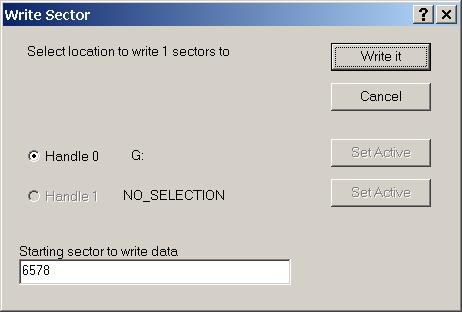 Write Sector
Select location to write 1 sectors to
Write it
Cancel
Handle 0 G: Set Active
Handle 1 NO_SELECTION Set Active
Starting sector to write data
6578